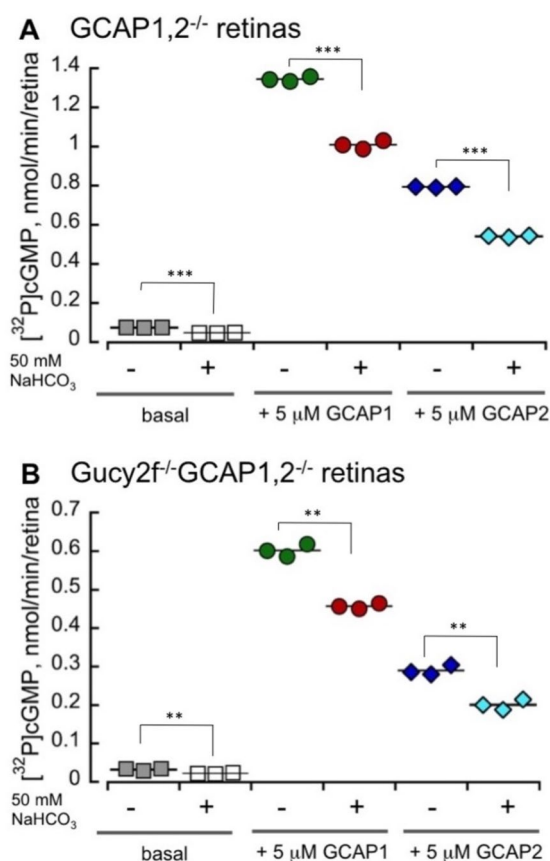 A GCAP1,2-/- retinas
[32P]cGMP, nmol/min/retina
1.4
1.2
1
0.8
0.6
0.4
0.2
0
***
***
***
50 mM NaHCO3
- + - + - +
basal + 5 μM GCAP1 + 5 μM GCAP2
B Gucy2f-/-GCAP1,2-/- retinas
[32P]cGMP, nmol/min/retina
0.7
0.6
0.5
0.4
0.3
0.2
0.1
0
**
**
**
50 mM NaHCO3
- + - + - +
basal + 5 μM GCAP1 + 5 μM GCAP2